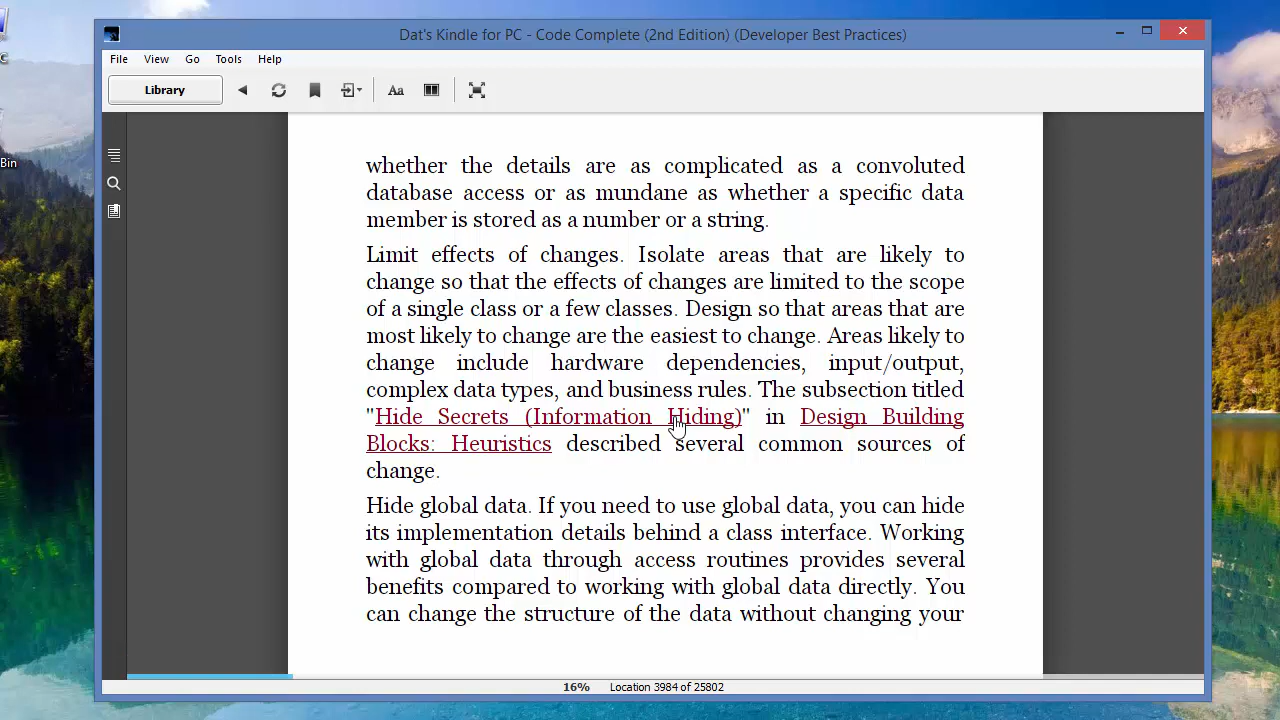 Dat's Kindle for PC - Code Complete (2nd Edition) (Developer Best Practices)
File View Go Tools Help
Library Aa
whether the details are as complicated as a convoluted
database access or as mundane as whether a specific data
member is stored as a number or a string.
Limit effects of changes. Isolate areas that are likely to
change so that the effects of changes are limited to the scope
of a single class or a few classes. Design so that areas that are
most likely to change are the easiest to change. Areas likely to
change include hardware dependencies, input/output,
complex data types, and business rules. The subsection titled
"Hide Secrets (Information Hiding)" in Design Building
Blocks: Heuristics described several common sources of
change.
Hide global data. If you need to use global data, you can hide
its implementation details behind a class interface. Working
with global data through access routines provides several
benefits compared to working with global data directly. You
can change the structure of the data without changing your
16% Location 3984 of 25802
C
Bin